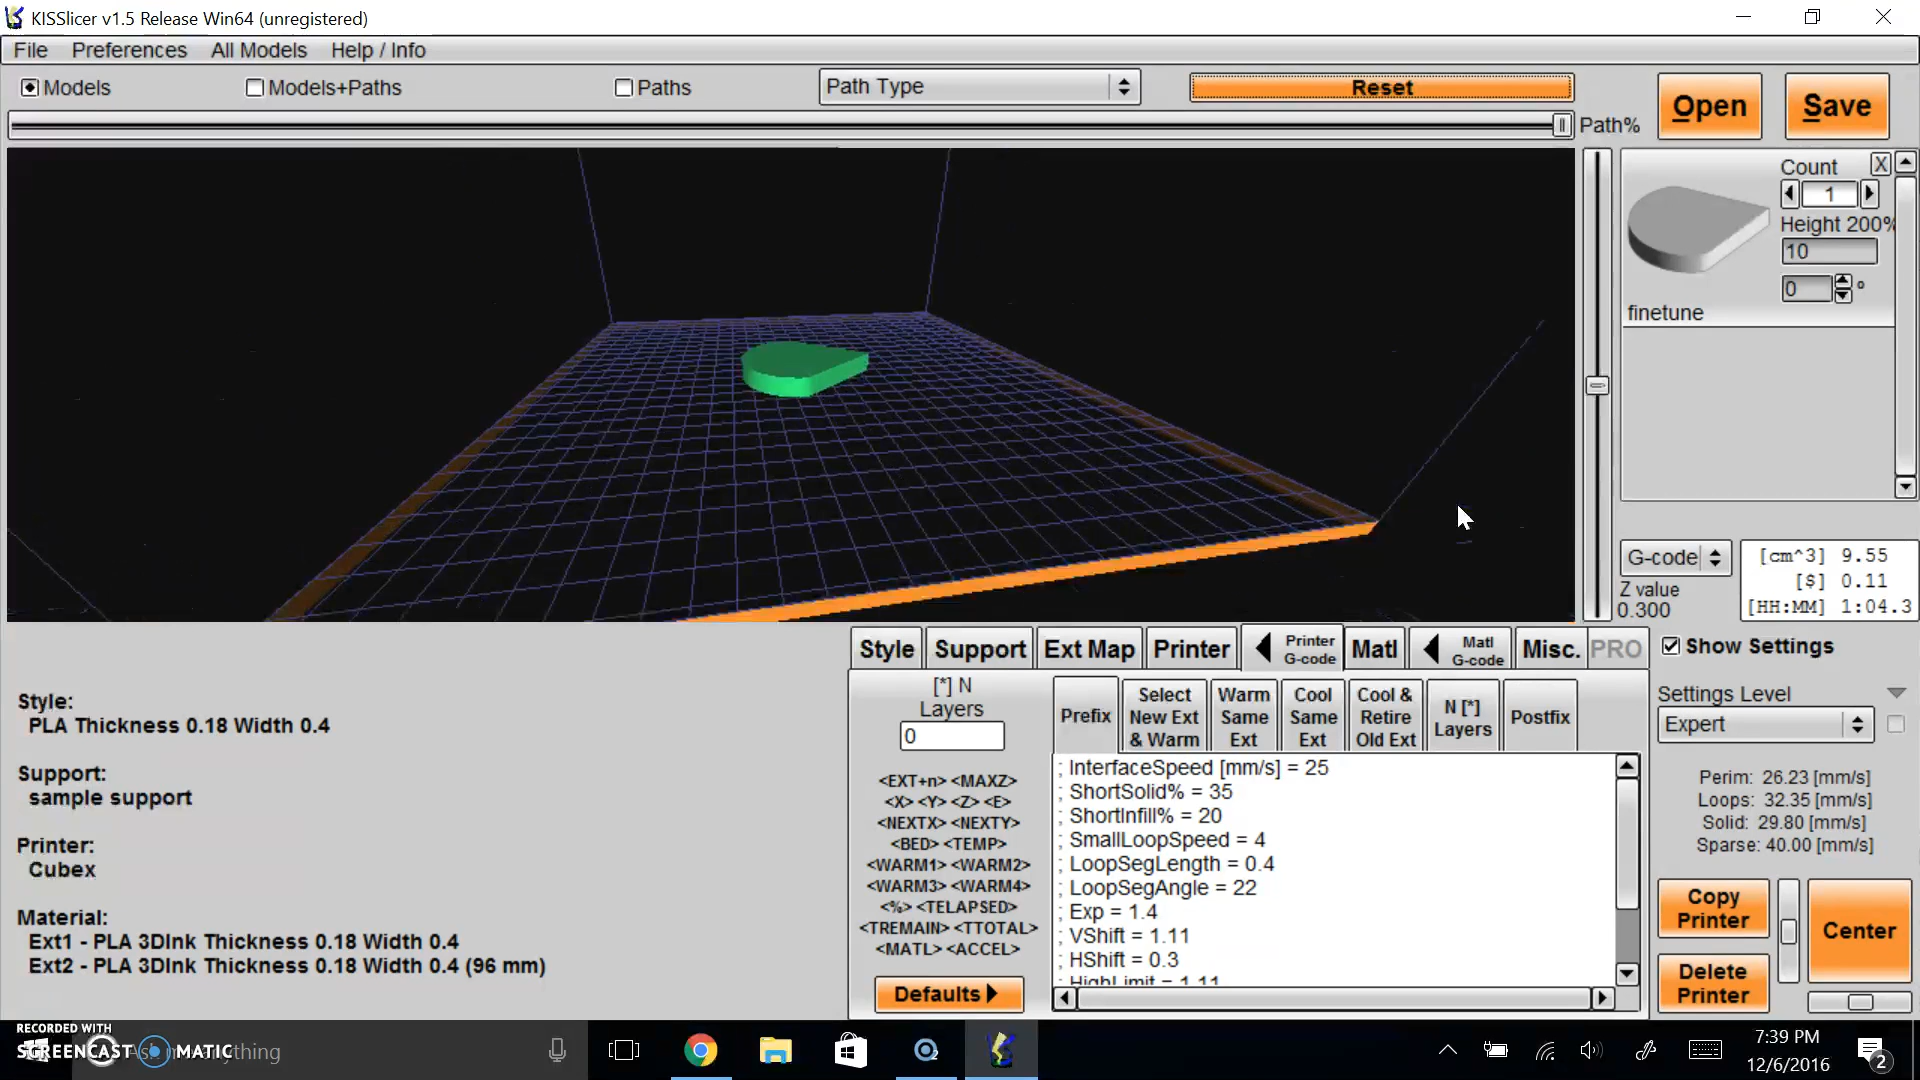 KISSlicer v1.5 Release Win64 (unregistered)
File Preferences All Models Help / Info
Models Models+Paths Paths Path Type Reset
Open Save
Path%
Count X
1
Height 200%
10
0 °
finetune
G-code
Z value
0.300
[cm^3] 9.55
[$] 0.11
[HH:MM] 1:04.3
Style Support Ext Map Printer Printer G-code Matl Matl G-code Misc. PRO
Show Settings
Settings Level
Expert
Perim: 26.23 [mm/s]
Loops: 32.35 [mm/s]
Solid: 29.80 [mm/s]
Sparse: 40.00 [mm/s]
Copy Printer
Delete Printer
Center
Style:
PLA Thickness 0.18 Width 0.4
Support:
sample support
Printer:
Cubex
Material:
Ext1 - PLA 3DInk Thickness 0.18 Width 0.4
Ext2 - PLA 3DInk Thickness 0.18 Width 0.4 (96 mm)
[*] N
Layers
0
<EXT+n> <MAXZ>
<X> <Y> <Z> <E>
<NEXTX> <NEXTY>
<BED> <TEMP>
<WARM1> <WARM2>
<WARM3> <WARM4>
<%> <TELAPSED>
<TREMAIN> <TTOTAL>
<MATL> <ACCEL>
Defaults
Prefix
Select New Ext & Warm
Warm Same Ext
Cool Same Ext
Cool & Retire Old Ext
N [*] Layers
Postfix
; InterfaceSpeed [mm/s] = 25
; ShortSolid% = 35
; ShortInfill% = 20
; SmallLoopSpeed = 4
; LoopSegLength = 0.4
; LoopSegAngle = 22
; Exp = 1.4
; VShift = 1.11
; HShift = 0.3
; HighLimit = 1.11
RECORDED WITH
SCREENCAST MATIC
Ask me anything
7:39 PM
12/6/2016
2